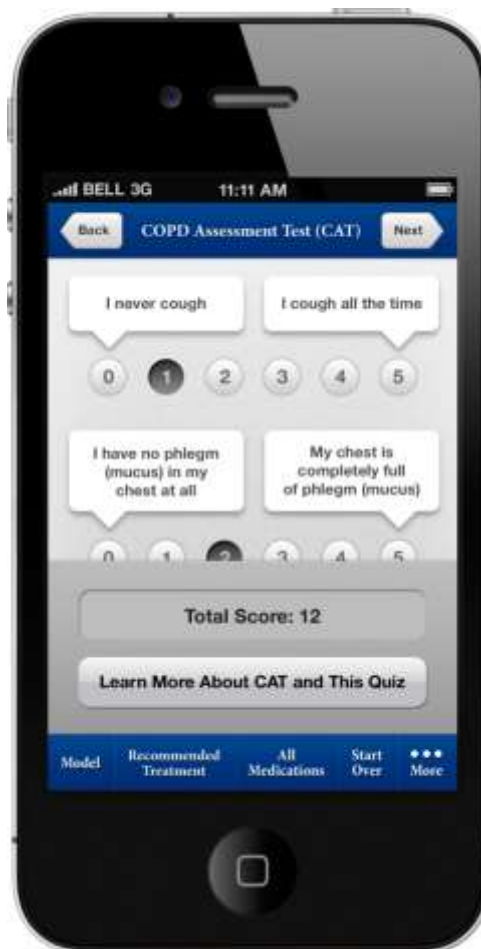 BELL 3G 11:11 AM
Back COPD Assessment Test (CAT) Next
I never cough I cough all the time
0 1 2 3 4 5
I have no phlegm
(mucus) in my
chest at all
My chest is
completely full
of phlegm (mucus)
0 1 2 3 4 5
Total Score: 12
Learn More About CAT and This Quiz
Model
Recommended
Treatment
All
Medications
Start
Over
More